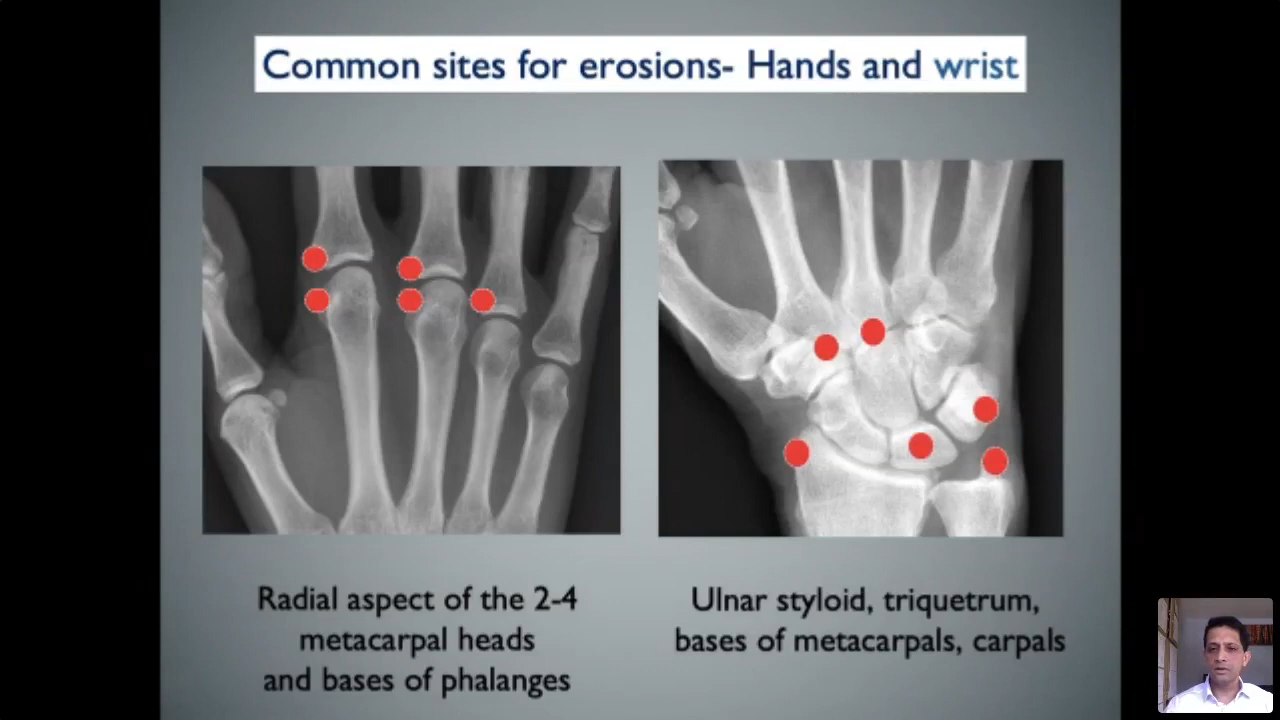 Common sites for erosions- Hands and wrist
Radial aspect of the 2-4
metacarpal heads
and bases of phalanges
Ulnar styloid, triquetrum,
bases of metacarpals, carpals